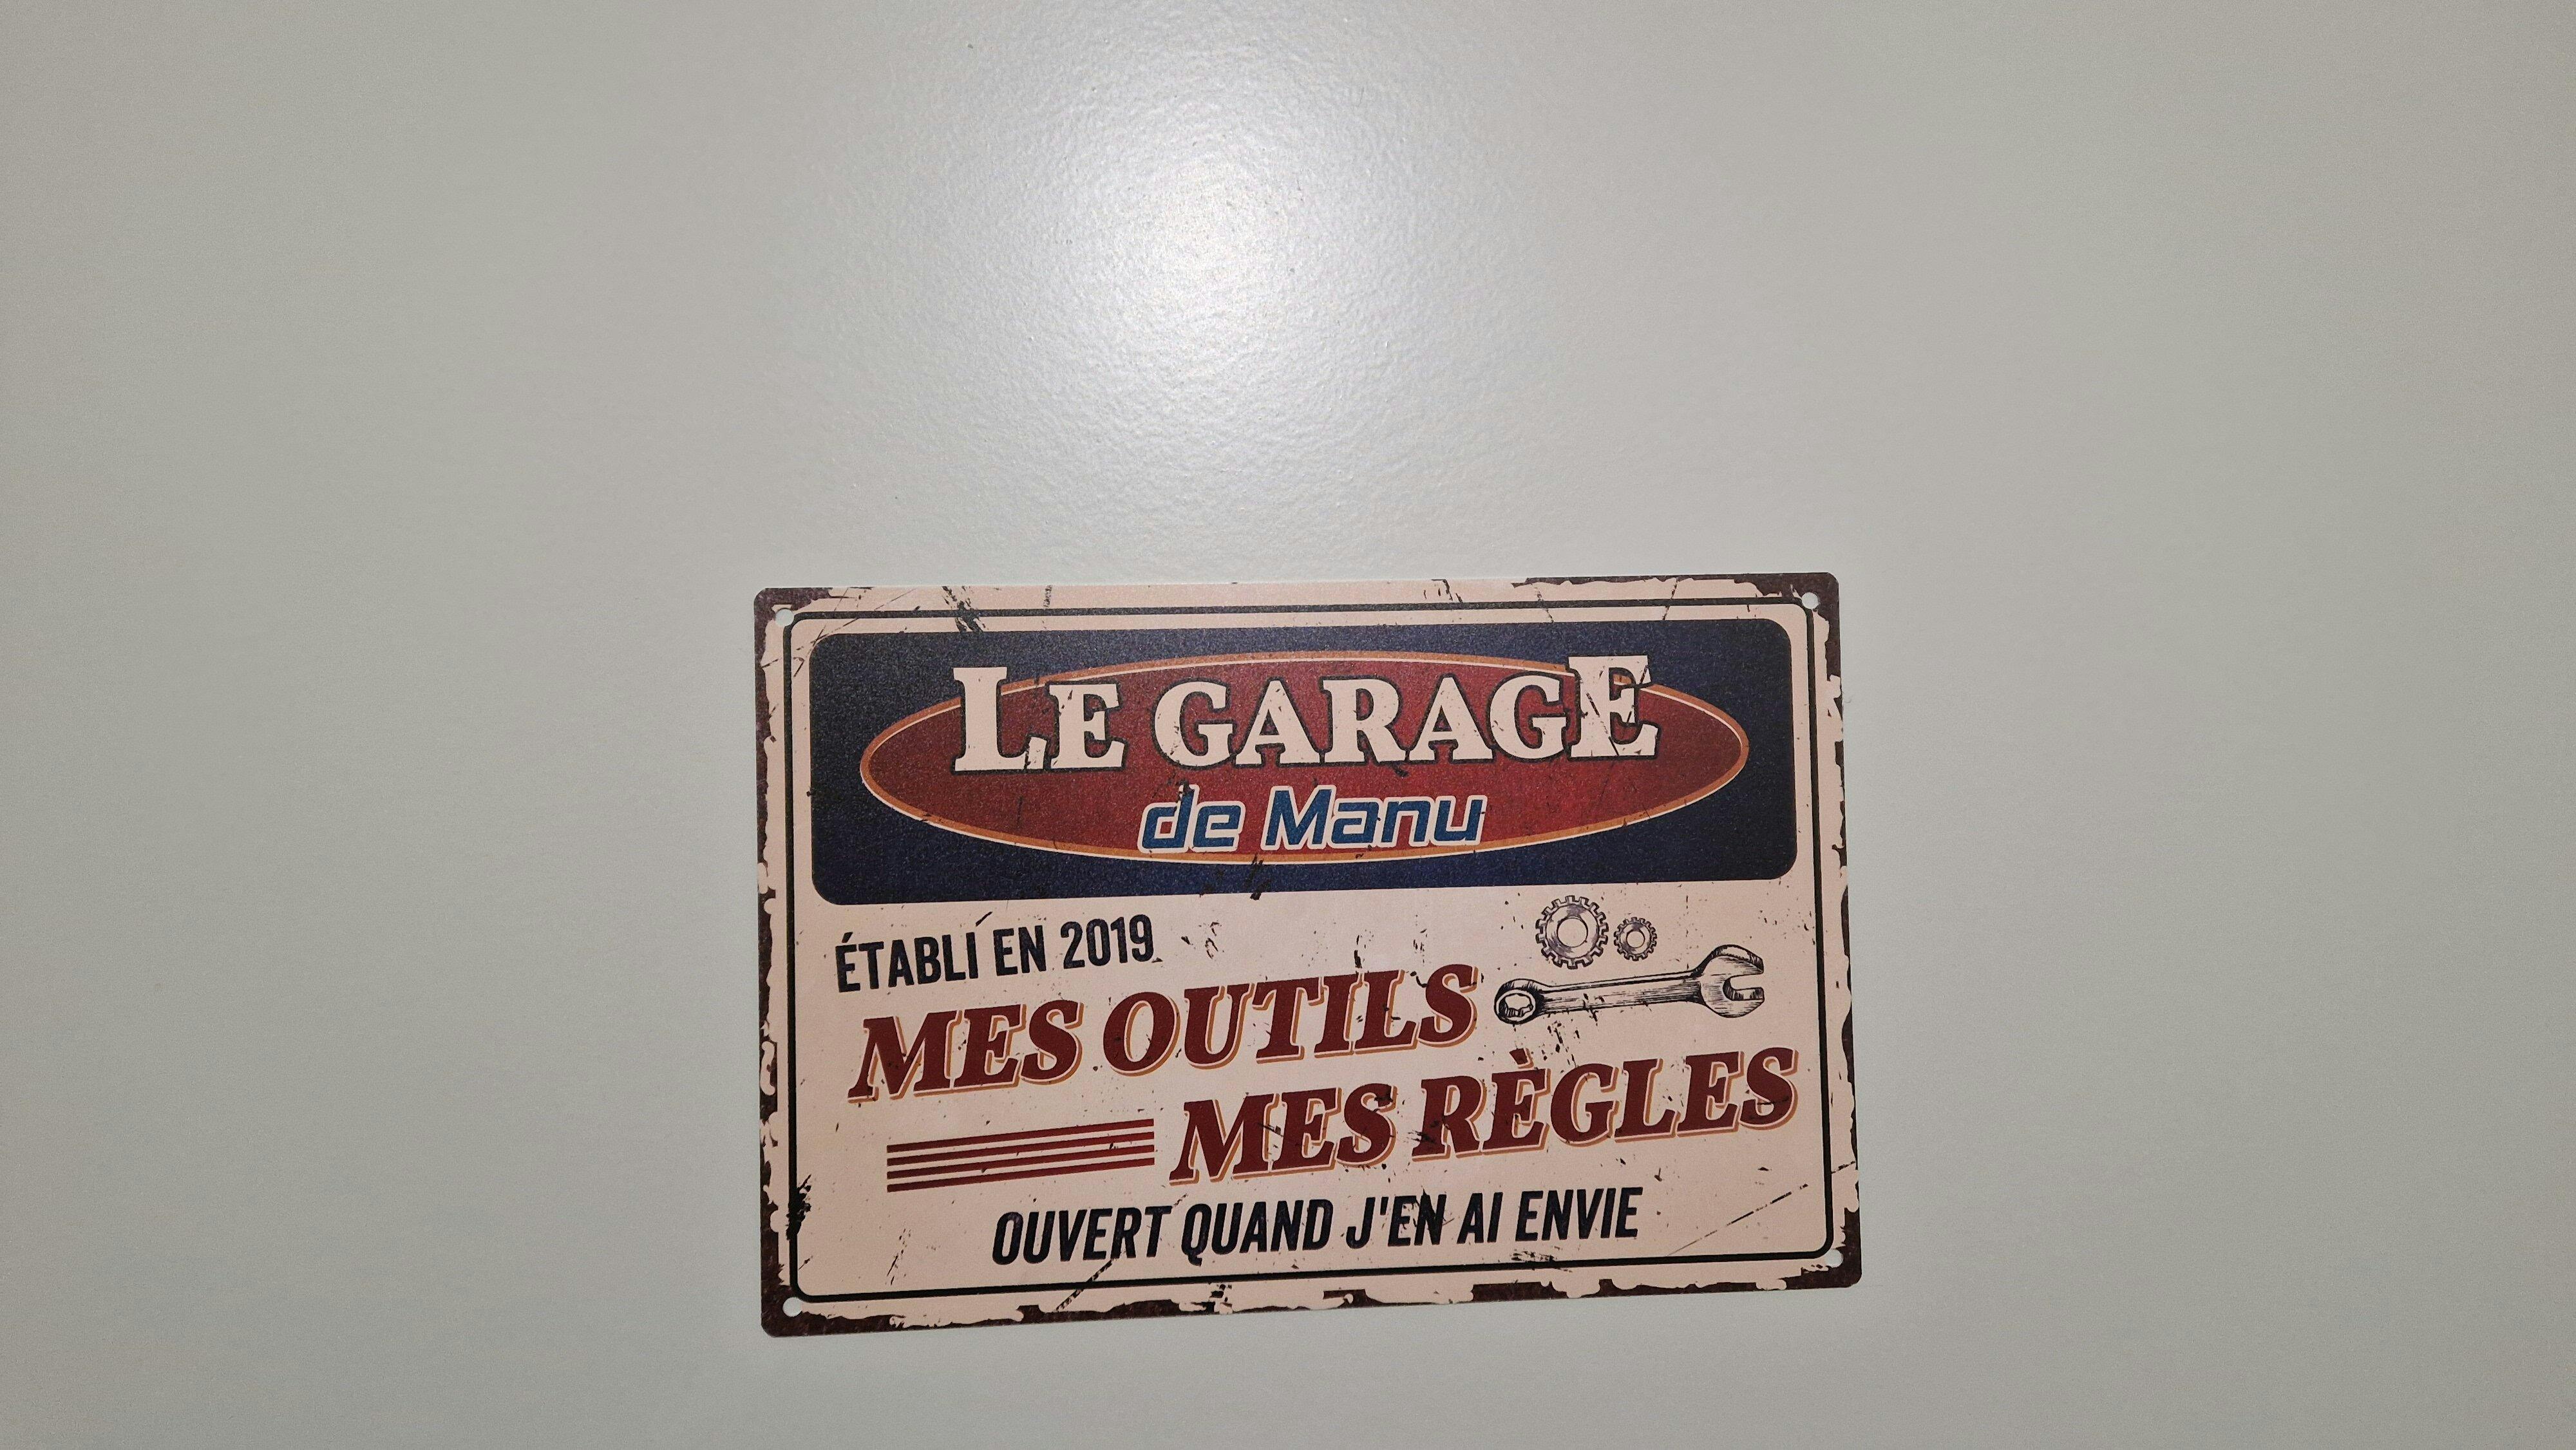 LE GARAGE
de Manu
ÉTABLI EN 2019
MES OUTILS
MES RÈGLES
OUVERT QUAND J'EN AI ENVIE